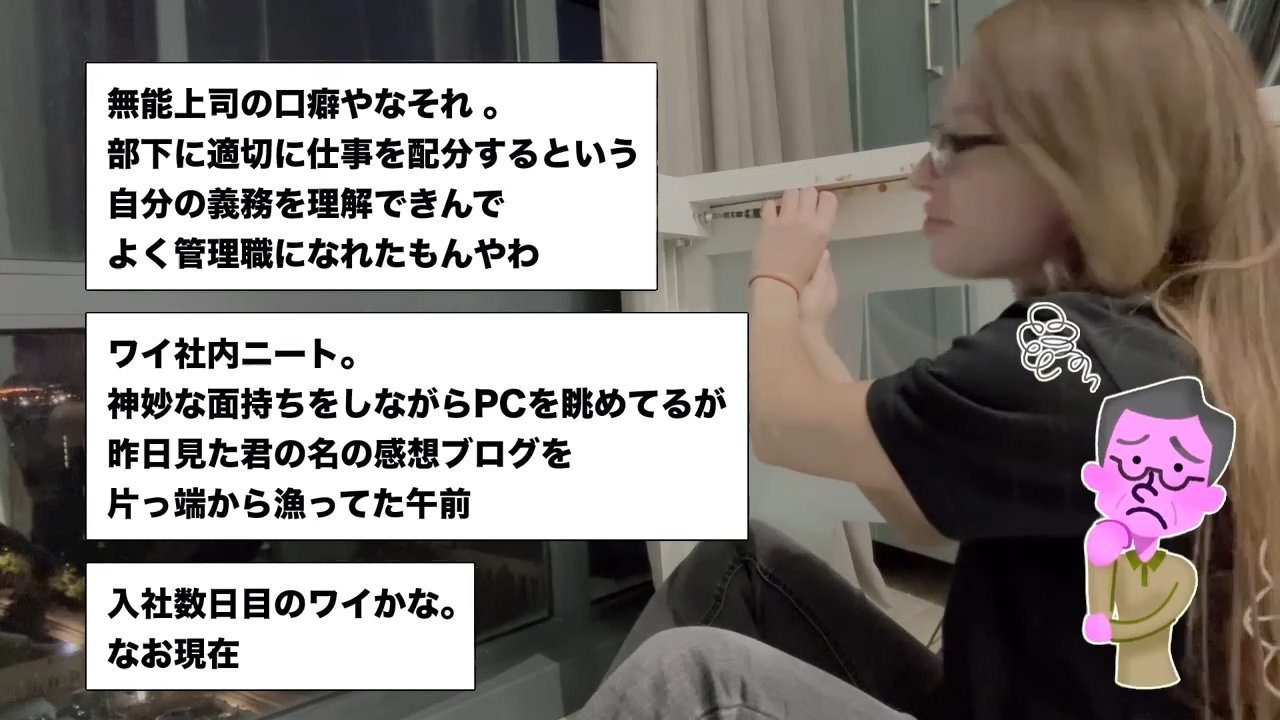 無能上司の口癖やなそれ 。
部下に適切に仕事を配分するという
自分の義務を理解できんで
よく管理職になれたもんやわ
ワイ社内ニート。
神妙な面持ちをしながらPCを眺めてるが
昨日見た君の名の感想ブログを
片っ端から漁ってた午前
入社数日目のワイかな。
なお現在